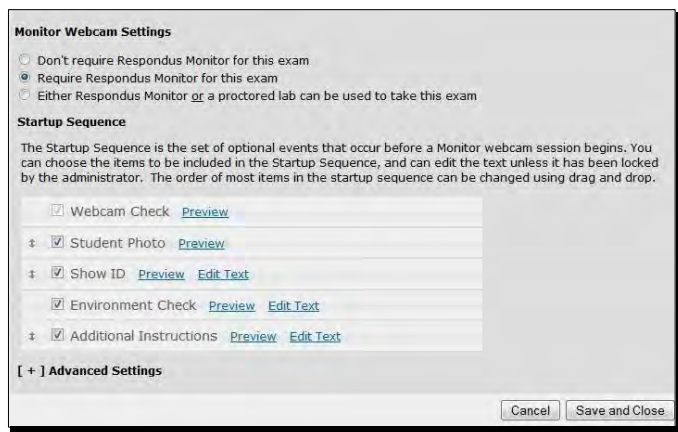 Monitor Webcam Settings
Don't require Respondus Monitor for this exam
Require Respondus Monitor for this exam
Either Respondus Monitor or a proctored lab can be used to take this exam
Startup Sequence
The Startup Sequence is the set of optional events that occur before a Monitor webcam session begins. You
can choose the items to be included in the Startup Sequence, and can edit the text unless it has been locked
by the administrator. The order of most items in the startup sequence can be changed using drag and drop.
Webcam Check Preview
Student Photo Preview
Show ID Preview Edit Text
Environment Check Preview Edit Text
Additional Instructions Preview Edit Text
[ + ] Advanced Settings
Cancel Save and Close